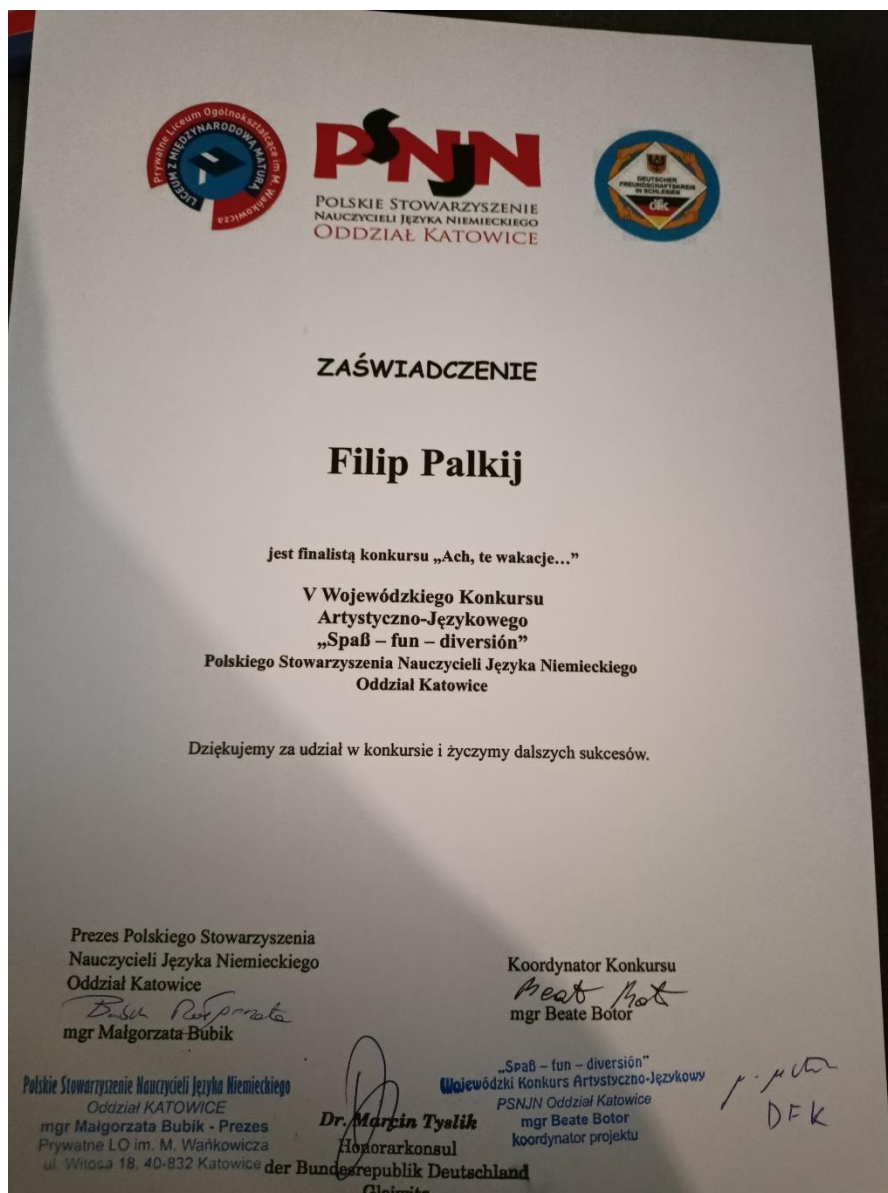 Prywatne Liceum Ogólnokształcące im M. Wańkowicza
LICEUM Z MIĘDZYNARODOWĄ MATURĄ
PSNJN
POLSKIE STOWARZYSZENIE
NAUCZYCIELI JĘZYKA NIEMIECKIEGO
ODDZIAŁ KATOWICE
DEUTSCHER
FREUNDSCHAFTSKREIS
IN SCHLESIEN
dfk
ZAŚWIADCZENIE
Filip Palkij
jest finalistą konkursu „Ach, te wakacje…”
V Wojewódzkiego Konkursu
Artystyczno-Językowego
„Spaß – fun – diversión”
Polskiego Stowarzyszenia Nauczycieli Języka Niemieckiego
Oddział Katowice
Dziękujemy za udział w konkursie i życzymy dalszych sukcesów.
Prezes Polskiego Stowarzyszenia
Nauczycieli Języka Niemieckiego
Oddział Katowice
mgr Małgorzata Bubik
Koordynator Konkursu
mgr Beate Botor
Polskie Stowarzyszenie Nauczycieli Języka Niemieckiego
Oddział KATOWICE
mgr Małgorzata Bubik - Prezes
Prywatne LO im. M. Wańkowicza
ul. Witosa 18, 40-832 Katowice
Dr. Marcin Tyslik
Honorarkonsul
der Bundesrepublik Deutschland
Gleiwitz
„Spaß – fun – diversión”
Wojewódzki Konkurs Artystyczno-Językowy
PSNJN Oddział Katowice
mgr Beate Botor
koordynator projektu
DFK